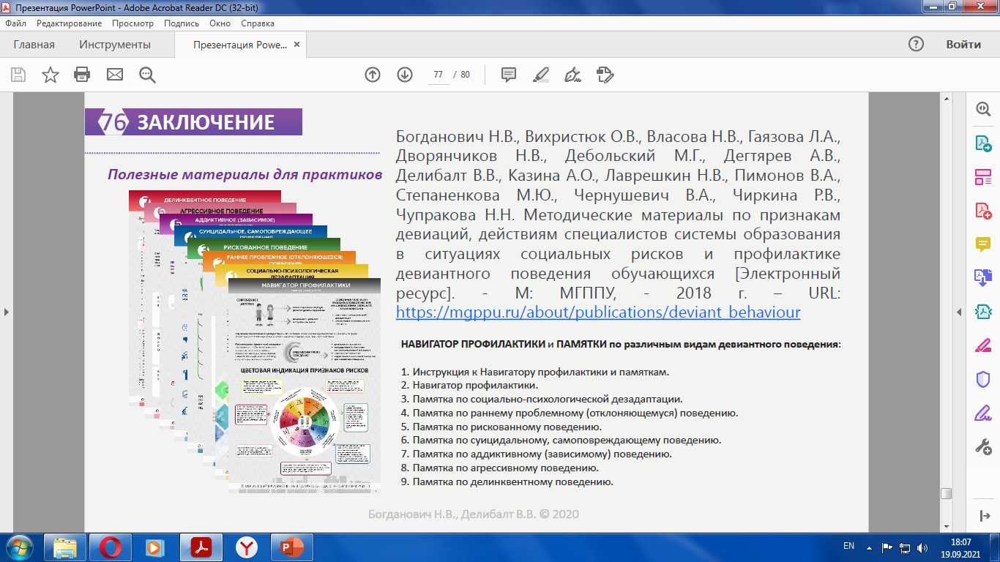 Презентация PowerPoint - Adobe Acrobat Reader DC (32-bit)
Файл Редактирование Просмотр Подпись Окно Справка
Главная Инструменты Презентация Powe... × Войти
77 / 80
76 ЗАКЛЮЧЕНИЕ
Полезные материалы для практиков
7 ДЕЛИНКВЕНТНОЕ ПОВЕДЕНИЕ
АГРЕССИВНОЕ ПОВЕДЕНИЕ
АДДИКТИВНОЕ (ЗАВИСИМОЕ)
СУИЦИДАЛЬНОЕ, САМОПОВРЕЖДАЮЩЕЕ
ПОВЕДЕНИЕ
РИСКОВАННОЕ ПОВЕДЕНИЕ
РАННЕЕ ПРОБЛЕМНОЕ (ОТКЛОНЯЮЩЕЕСЯ)
ПОВЕДЕНИЕ
СОЦИАЛЬНО-ПСИХОЛОГИЧЕСКАЯ
ДЕЗАДАПТАЦИЯ
НАВИГАТОР ПРОФИЛАКТИКИ
ЦВЕТОВАЯ ИНДИКАЦИЯ ПРИЗНАКОВ РИСКОВ
Богданович Н.В., Вихристюк О.В., Власова Н.В., Гаязова Л.А.,
Дворянчиков Н.В., Дебольский М.Г., Дегтярев А.В.,
Делибалт В.В., Казина А.О., Лаврешкин Н.В., Пимонов В.А.,
Степаненкова М.Ю., Чернушевич В.А., Чиркина Р.В.,
Чупракова Н.Н. Методические материалы по признакам
девиаций, действиям специалистов системы образования
в ситуациях социальных рисков и профилактике
девиантного поведения обучающихся [Электронный
ресурс]. - М: МГППУ, - 2018 г. – URL:
https://mgppu.ru/about/publications/deviant_behaviour
НАВИГАТОР ПРОФИЛАКТИКИ и ПАМЯТКИ по различным видам девиантного поведения:
1. Инструкция к Навигатору профилактики и памяткам.
2. Навигатор профилактики.
3. Памятка по социально-психологической дезадаптации.
4. Памятка по раннему проблемному (отклоняющемуся) поведению.
5. Памятка по рискованному поведению.
6. Памятка по суицидальному, самоповреждающему поведению.
7. Памятка по аддиктивному (зависимому) поведению.
8. Памятка по агрессивному поведению.
9. Памятка по делинквентному поведению.
Богданович Н.В., Делибалт В.В. © 2020
EN 18:07
19.09.2021